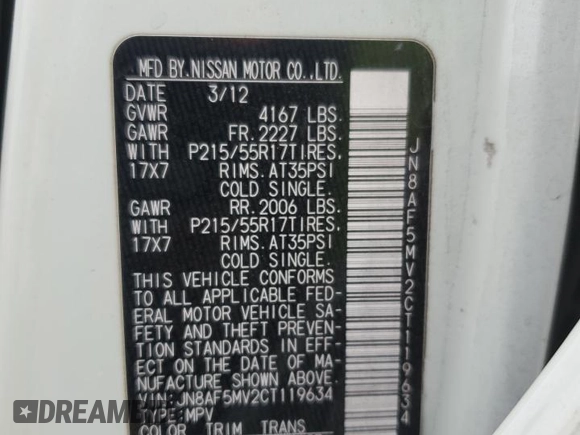 MFD BY.NISSAN MOTOR CO.,LTD.
DATE 3/12
GVWR 4167 LBS.
GAWR FR. 2227 LBS.
WITH P215/55R17TIRES,
17X7 RIMS. AT35PSI
COLD SINGLE.
GAWR RR. 2006 LBS.
WITH P215/55R17TIRES,
17X7 RIMS. AT35PSI
COLD SINGLE.
THIS VEHICLE CONFORMS
TO ALL APPLICABLE FED-
ERAL MOTOR VEHICLE SA-
FETY AND THEFT PREVEN-
TION STANDARDS IN EFF-
ECT ON THE DATE OF MA-
NUFACTURE SHOWN ABOVE.
JN8AF5MV2CT119634
TYPE:MPV
COLOR TRIM TRANS
JN8AF5MV2CT119634